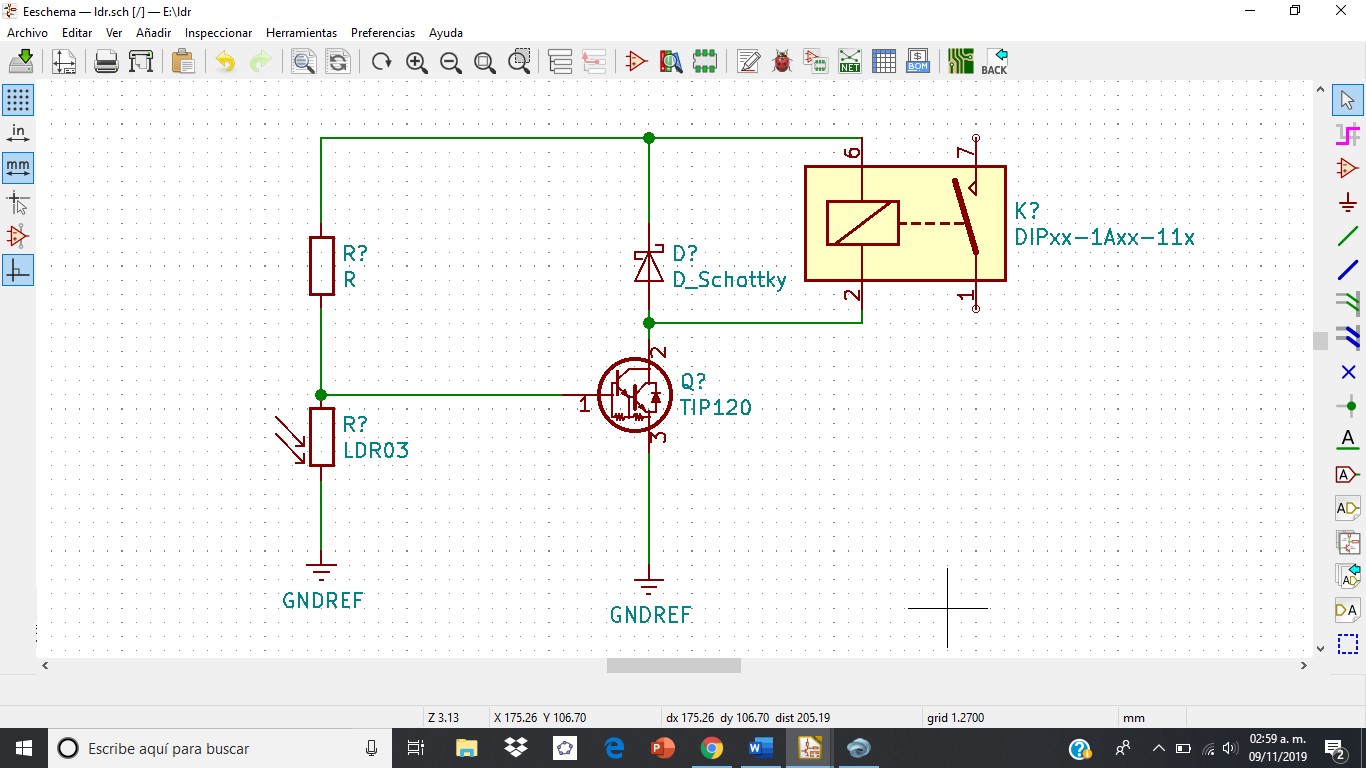 Eeschema — ldr.sch [/] — E:\ldr
Archivo Editar Ver Añadir Inspeccionar Herramientas Preferencias Ayuda
NET
BOM
BACK
in
mm
6
7
K?
DIPxx-1Axx-11x
R?
R
D?
D_Schottky
2
1
2
Q?
TIP120
1
3
R?
LDR03
GNDREF
GNDREF
A
A
AD
AD
DA
Z 3.13
X 175.26 Y 106.70
dx 175.26 dy 106.70 dist 205.19
grid 1.2700
mm
Escribe aquí para buscar
02:59 a. m.
09/11/2019
2